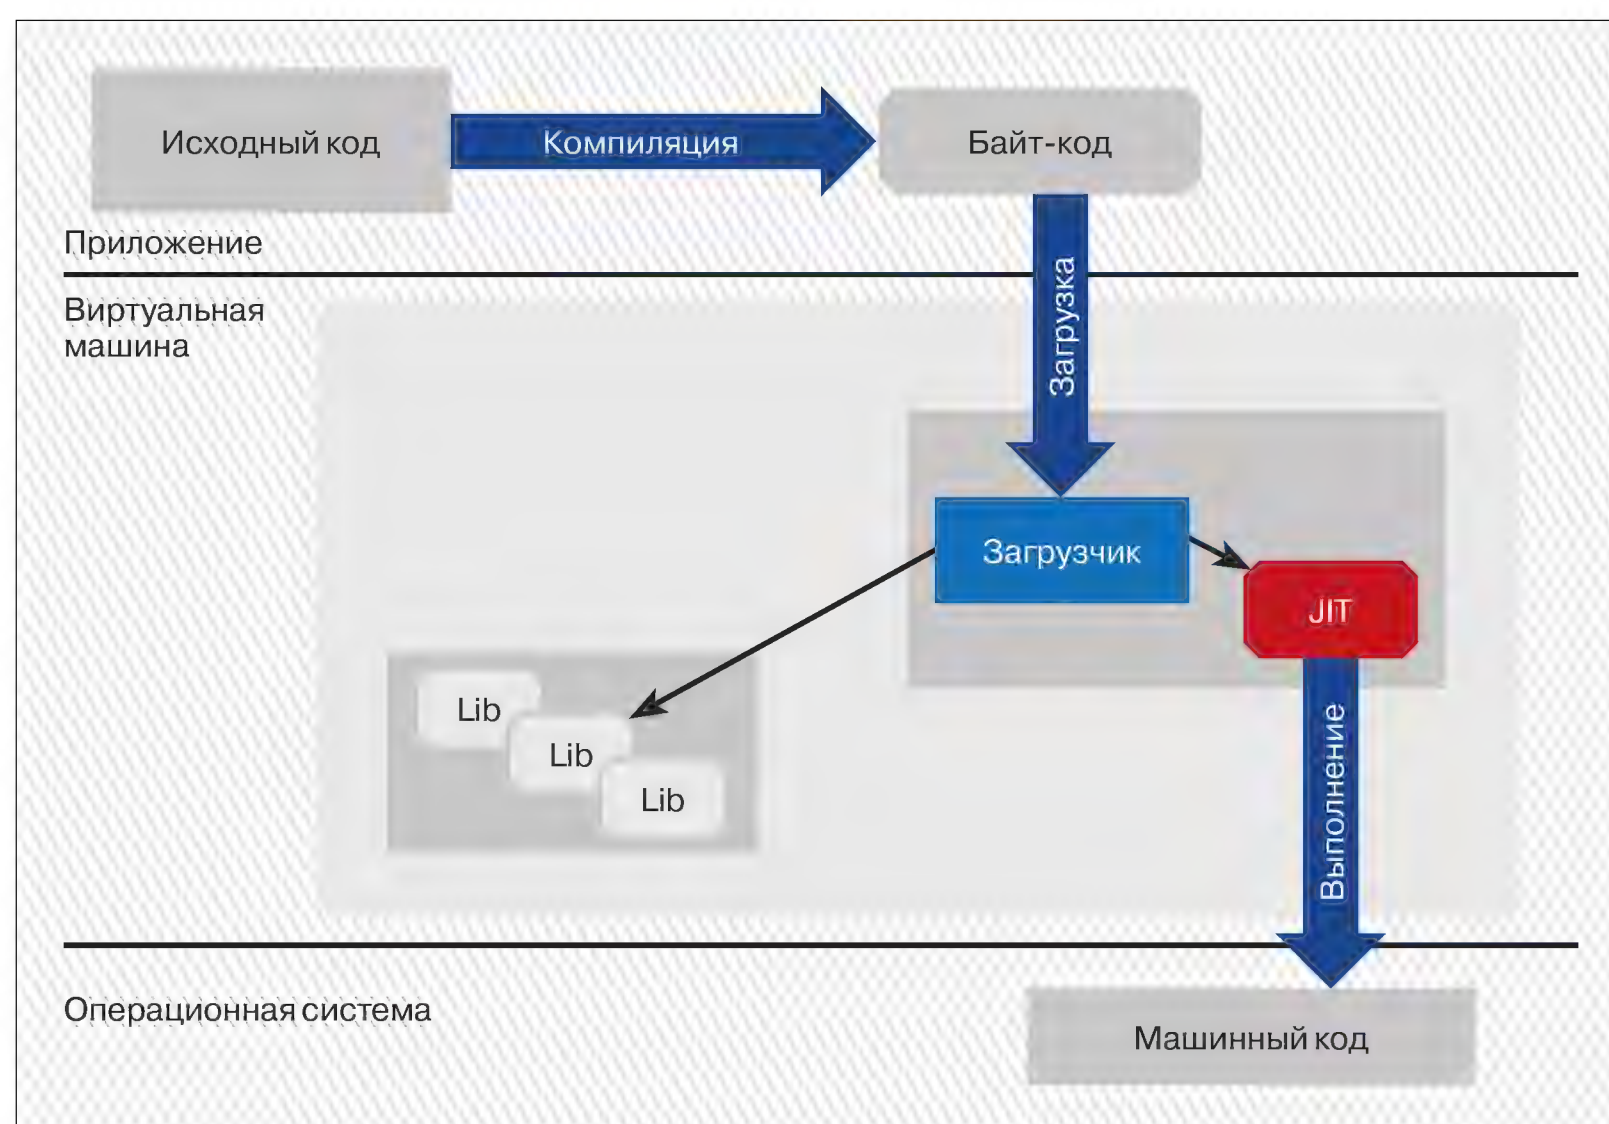 Исходный код
Компиляция
Байт-код
Приложение
Загрузка
Виртуальная
машина
Загрузчик
JIT
Lib
Lib
Lib
Выполнение
Операционная система
Машинный код